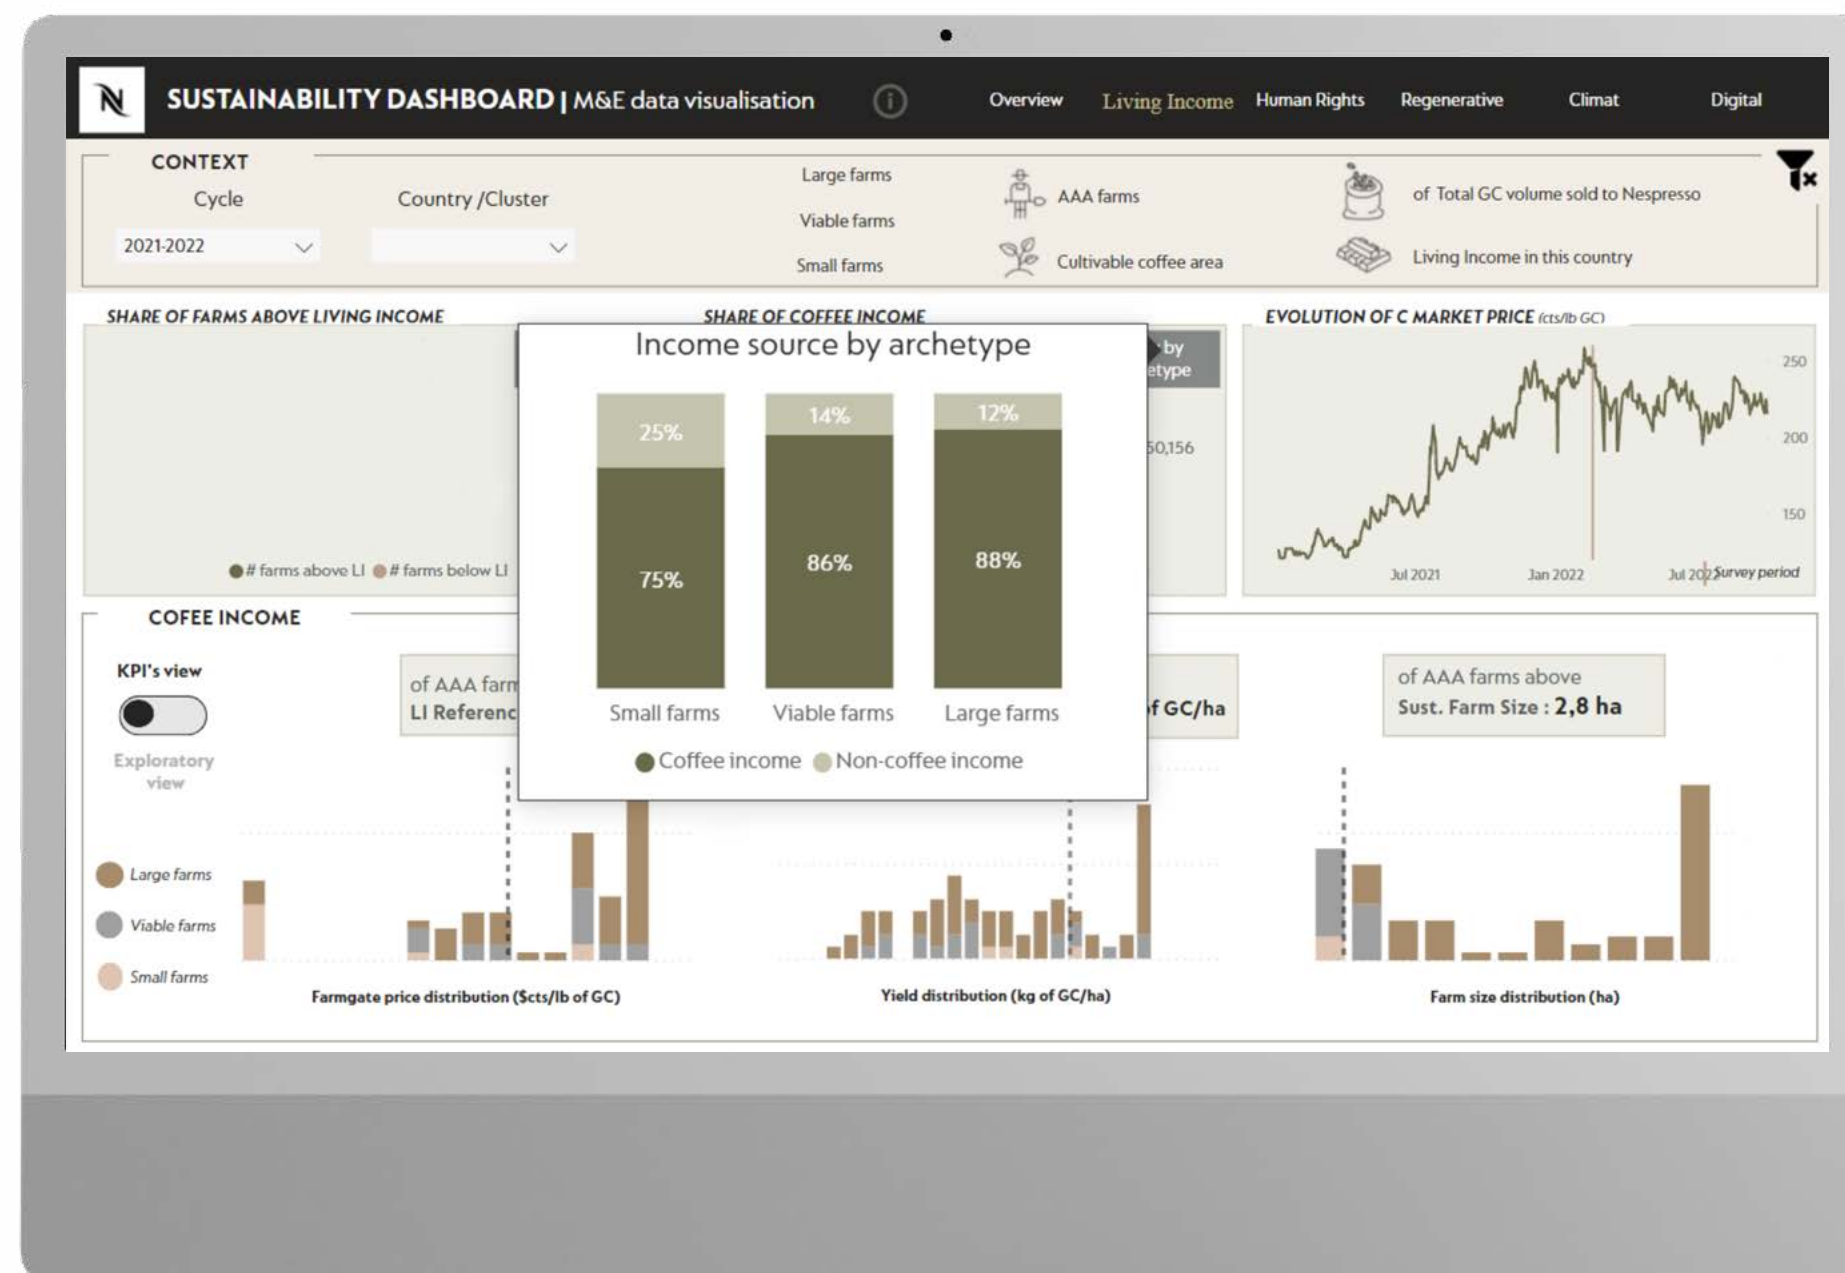 N
SUSTAINABILITY DASHBOARD | M&E data visualisation
i
Overview
Living Income
Human Rights
Regenerative
Climat
Digital
CONTEXT
Cycle
Country /Cluster
2021-2022
Large farms
Viable farms
Small farms
AAA farms
Cultivable coffee area
of Total GC volume sold to Nespresso
Living Income in this country
SHARE OF FARMS ABOVE LIVING INCOME
# farms above LI
# farms below LI
SHARE OF COFFEE INCOME
by
etype
50,156
Income source by archetype
25%
14%
12%
75%
86%
88%
Small farms
Viable farms
Large farms
Coffee income
Non-coffee income
EVOLUTION OF C MARKET PRICE (cts/lb GC)
250
200
150
Jul 2021
Jan 2022
Jul 2022
Survey period
COFEE INCOME
KPI's view
Exploratory
view
of AAA farm
LI Referenc
f GC/ha
of AAA farms above
Sust. Farm Size : 2,8 ha
Large farms
Viable farms
Small farms
Farmgate price distribution ($cts/lb of GC)
Yield distribution (kg of GC/ha)
Farm size distribution (ha)